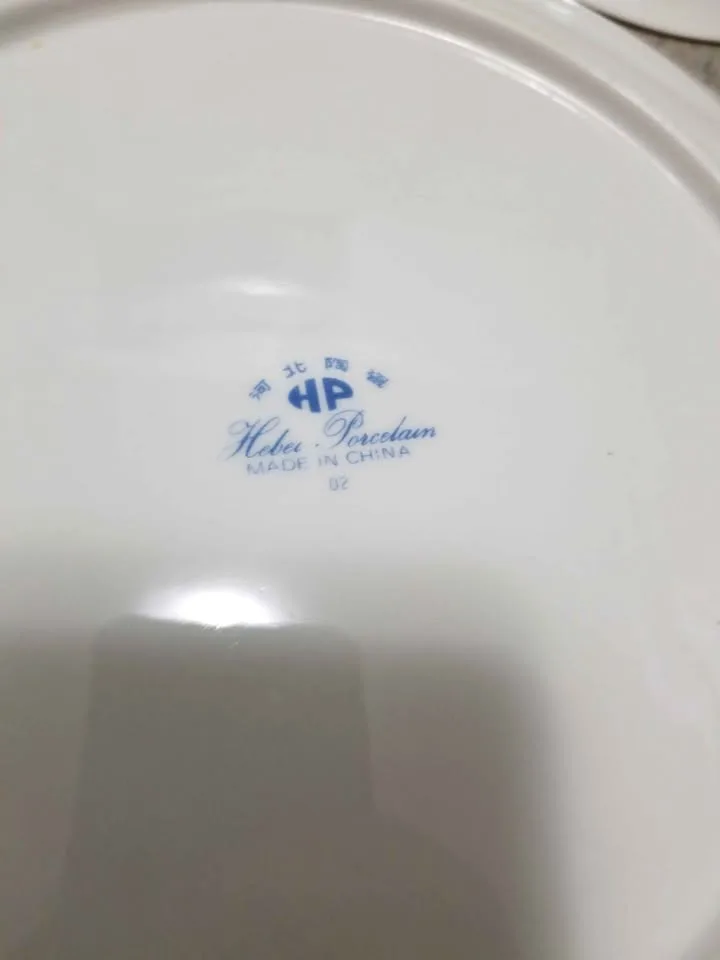 河北陶瓷
HP
Hebei . Porcelain
MADE IN CHINA
02